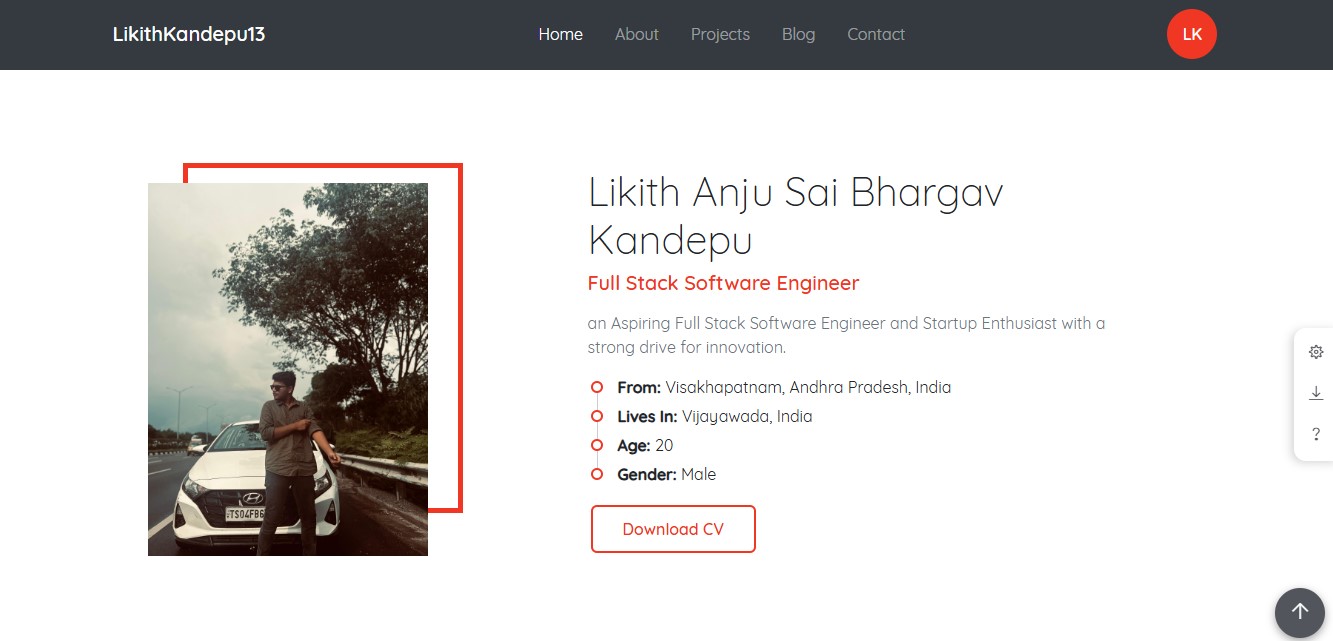 LikithKandepu13
Home About Projects Blog Contact
LK
Likith Anju Sai Bhargav
Kandepu
Full Stack Software Engineer
an Aspiring Full Stack Software Engineer and Startup Enthusiast with a
strong drive for innovation.
From: Visakhapatnam, Andhra Pradesh, India
Lives In: Vijayawada, India
Age: 20
Gender: Male
Download CV
TS04FB6
?